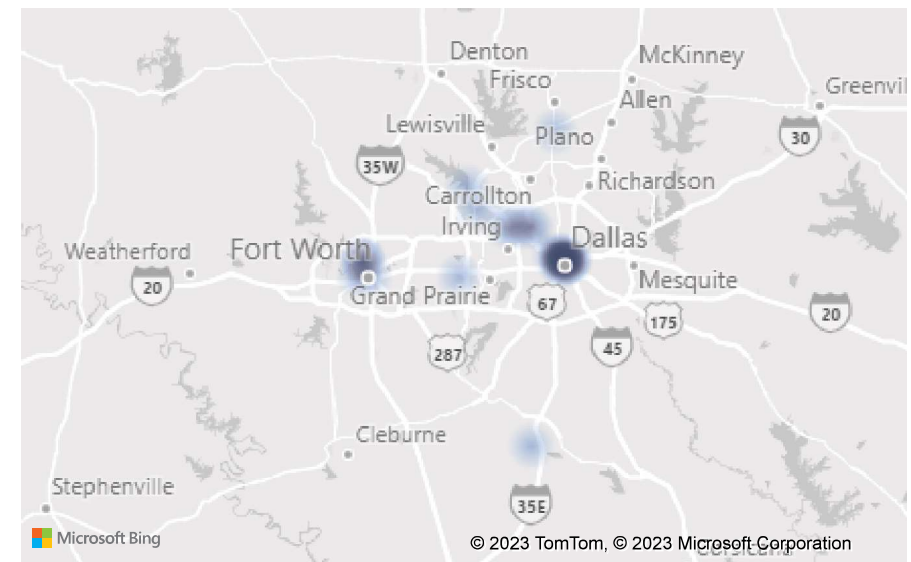 Denton
McKinney
Frisco
Greenvil
Allen
Lewisville
Plano
30
35W
Richardson
Carrollton
Irving
Dallas
Weatherford
Fort Worth
Mesquite
20
Grand Prairie
67
20
175
45
287
Cleburne
Stephenville
35E
Microsoft Bing
© 2023 TomTom, © 2023 Microsoft Corporation
Corsicana